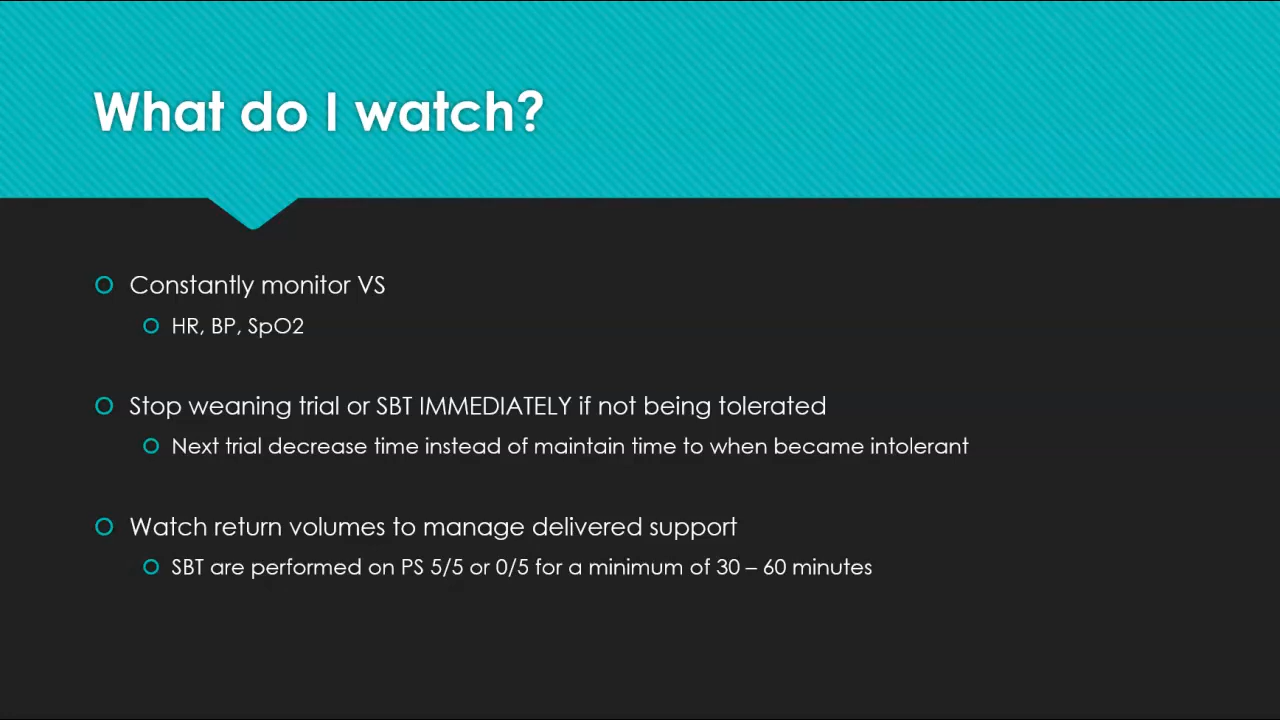 What do I watch?
Constantly monitor VS
HR, BP, SpO2
Stop weaning trial or SBT IMMEDIATELY if not being tolerated
Next trial decrease time instead of maintain time to when became intolerant
Watch return volumes to manage delivered support
SBT are performed on PS 5/5 or 0/5 for a minimum of 30 – 60 minutes